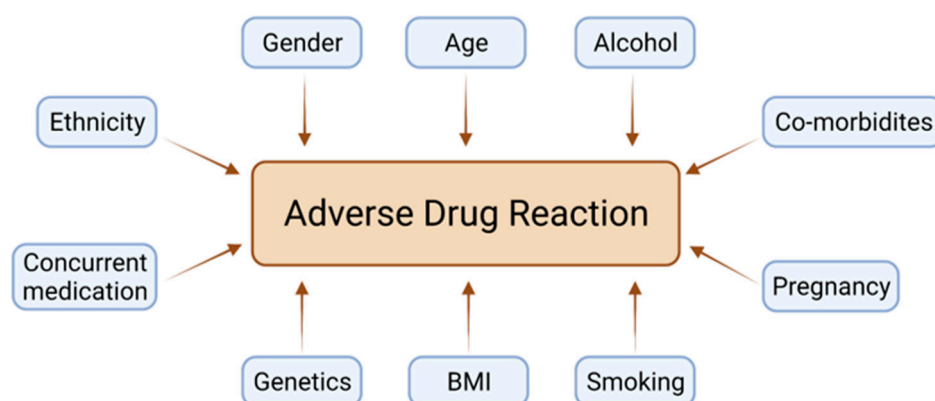 Gender
Age
Alcohol
Ethnicity
Co-morbidites
Adverse Drug Reaction
Concurrent
medication
Pregnancy
Genetics
BMI
Smoking